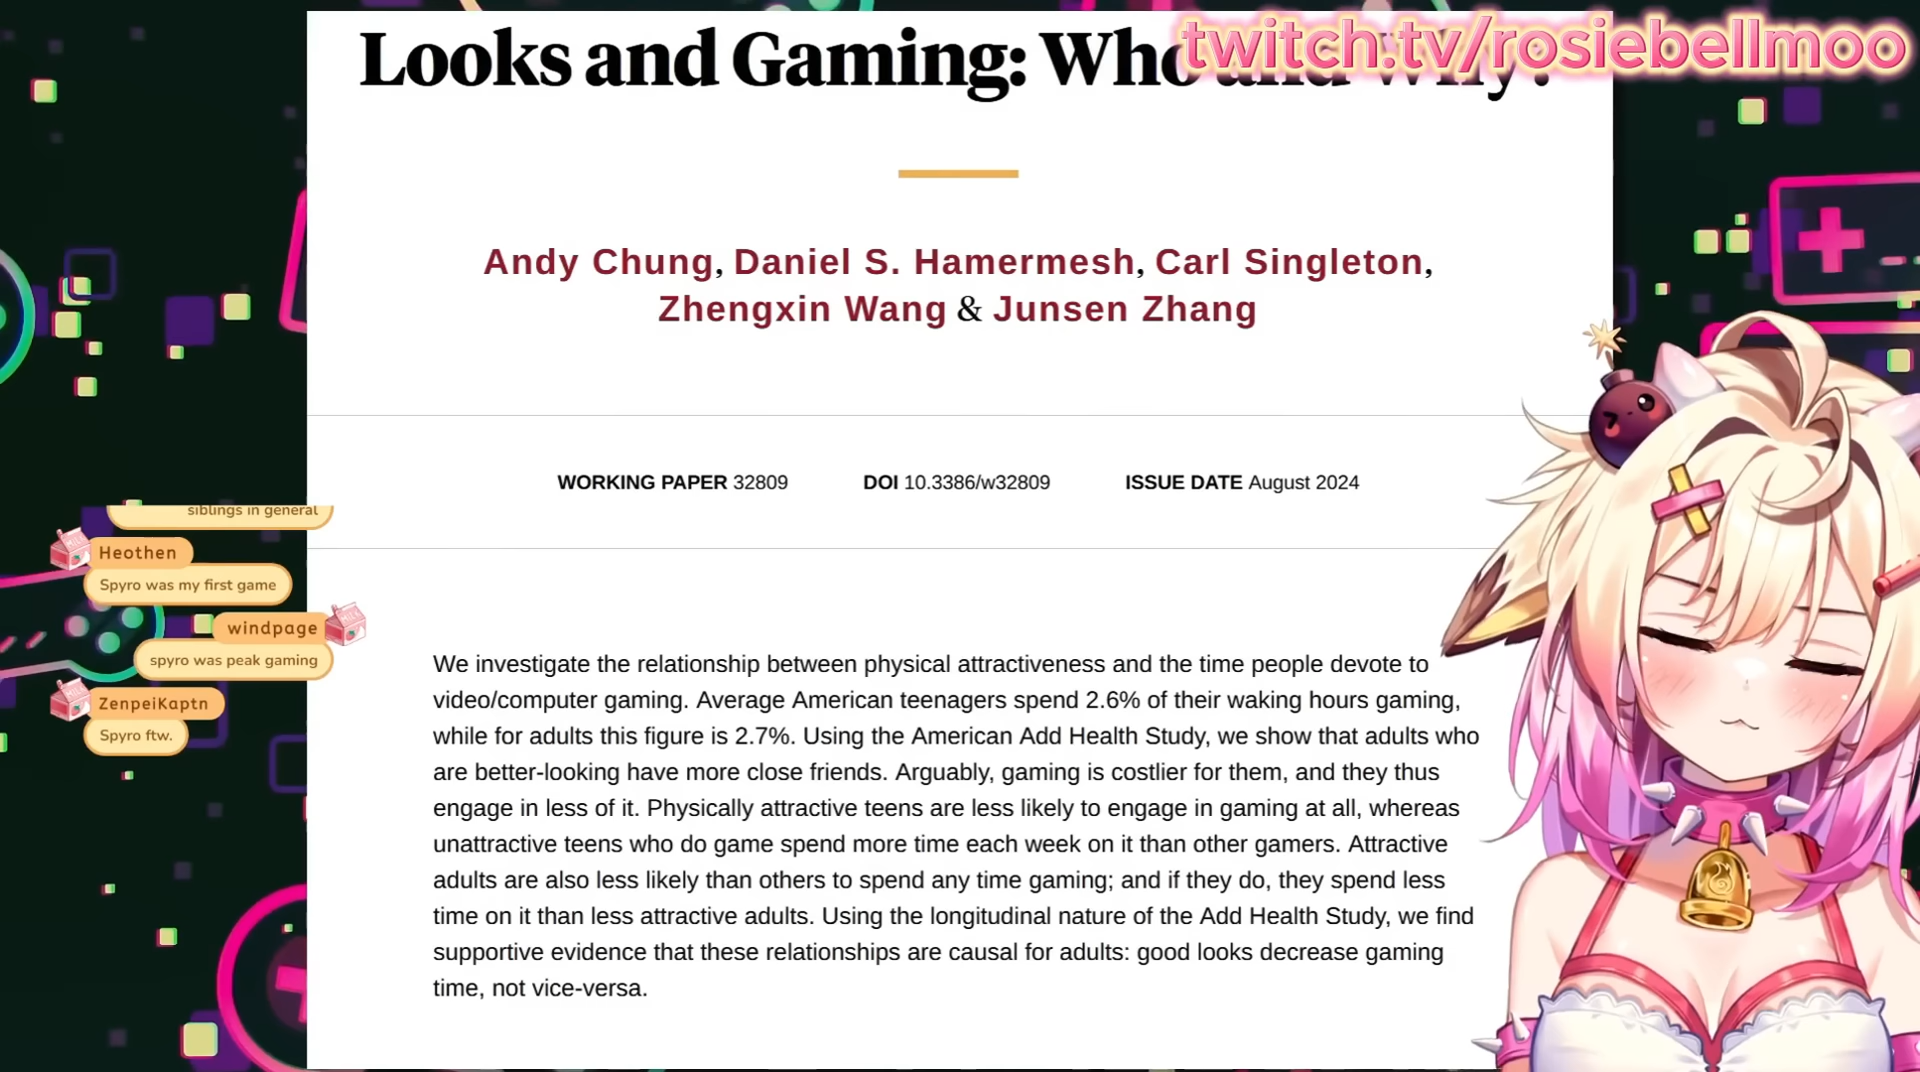 Looks and Gaming: Who and Why?
twitch.tv/rosiebellmoo
Andy Chung, Daniel S. Hamermesh, Carl Singleton,
Zhengxin Wang & Junsen Zhang
WORKING PAPER 32809
DOI 10.3386/w32809
ISSUE DATE August 2024
siblings in general
Heothen
Spyro was my first game
windpage
spyro was peak gaming
ZenpeiKaptn
Spyro ftw.
We investigate the relationship between physical attractiveness and the time people devote to
video/computer gaming. Average American teenagers spend 2.6% of their waking hours gaming,
while for adults this figure is 2.7%. Using the American Add Health Study, we show that adults who
are better-looking have more close friends. Arguably, gaming is costlier for them, and they thus
engage in less of it. Physically attractive teens are less likely to engage in gaming at all, whereas
unattractive teens who do game spend more time each week on it than other gamers. Attractive
adults are also less likely than others to spend any time gaming; and if they do, they spend less
time on it than less attractive adults. Using the longitudinal nature of the Add Health Study, we find
supportive evidence that these relationships are causal for adults: good looks decrease gaming
time, not vice-versa.